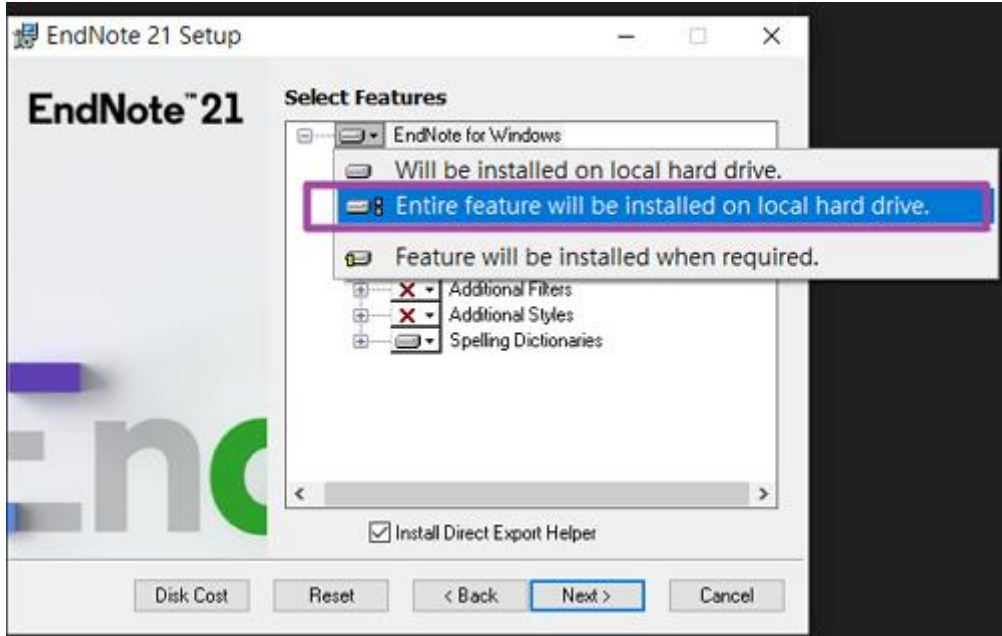 EndNote 21 Setup
EndNote™21
Select Features
EndNote for Windows
Will be installed on local hard drive.
Entire feature will be installed on local hard drive.
Feature will be installed when required.
Additional Filters
Additional Styles
Spelling Dictionaries
Install Direct Export Helper
Disk Cost
Reset
< Back
Next >
Cancel